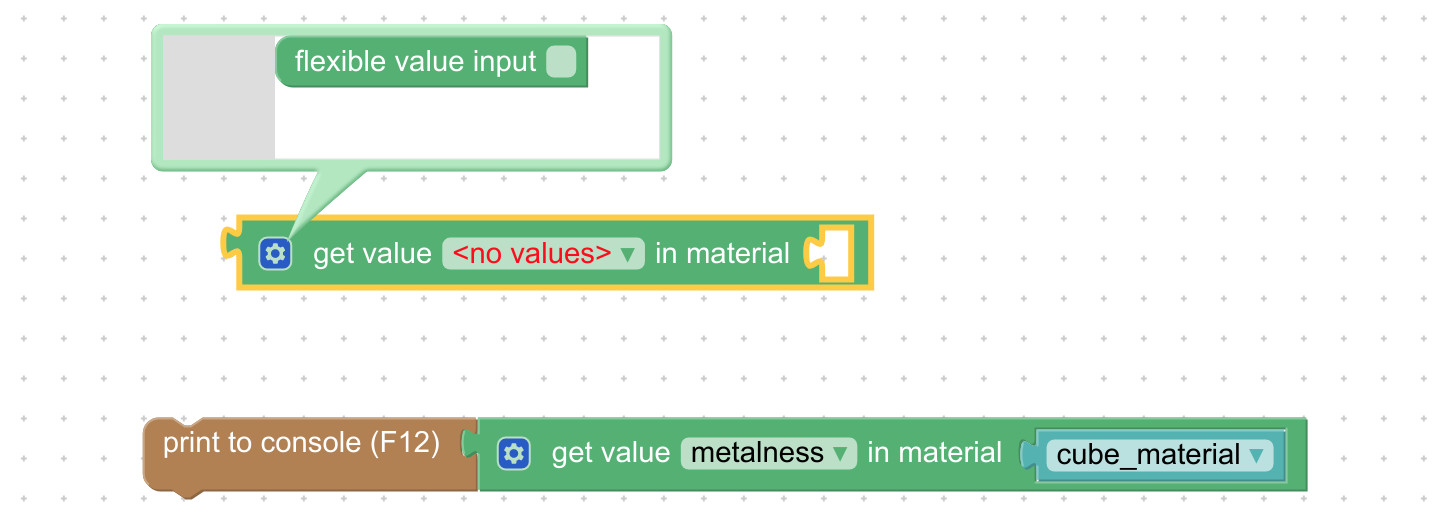 flexible value input
get value <no values> ▾ in material
print to console (F12) get value metalness ▾ in material cube_material ▾